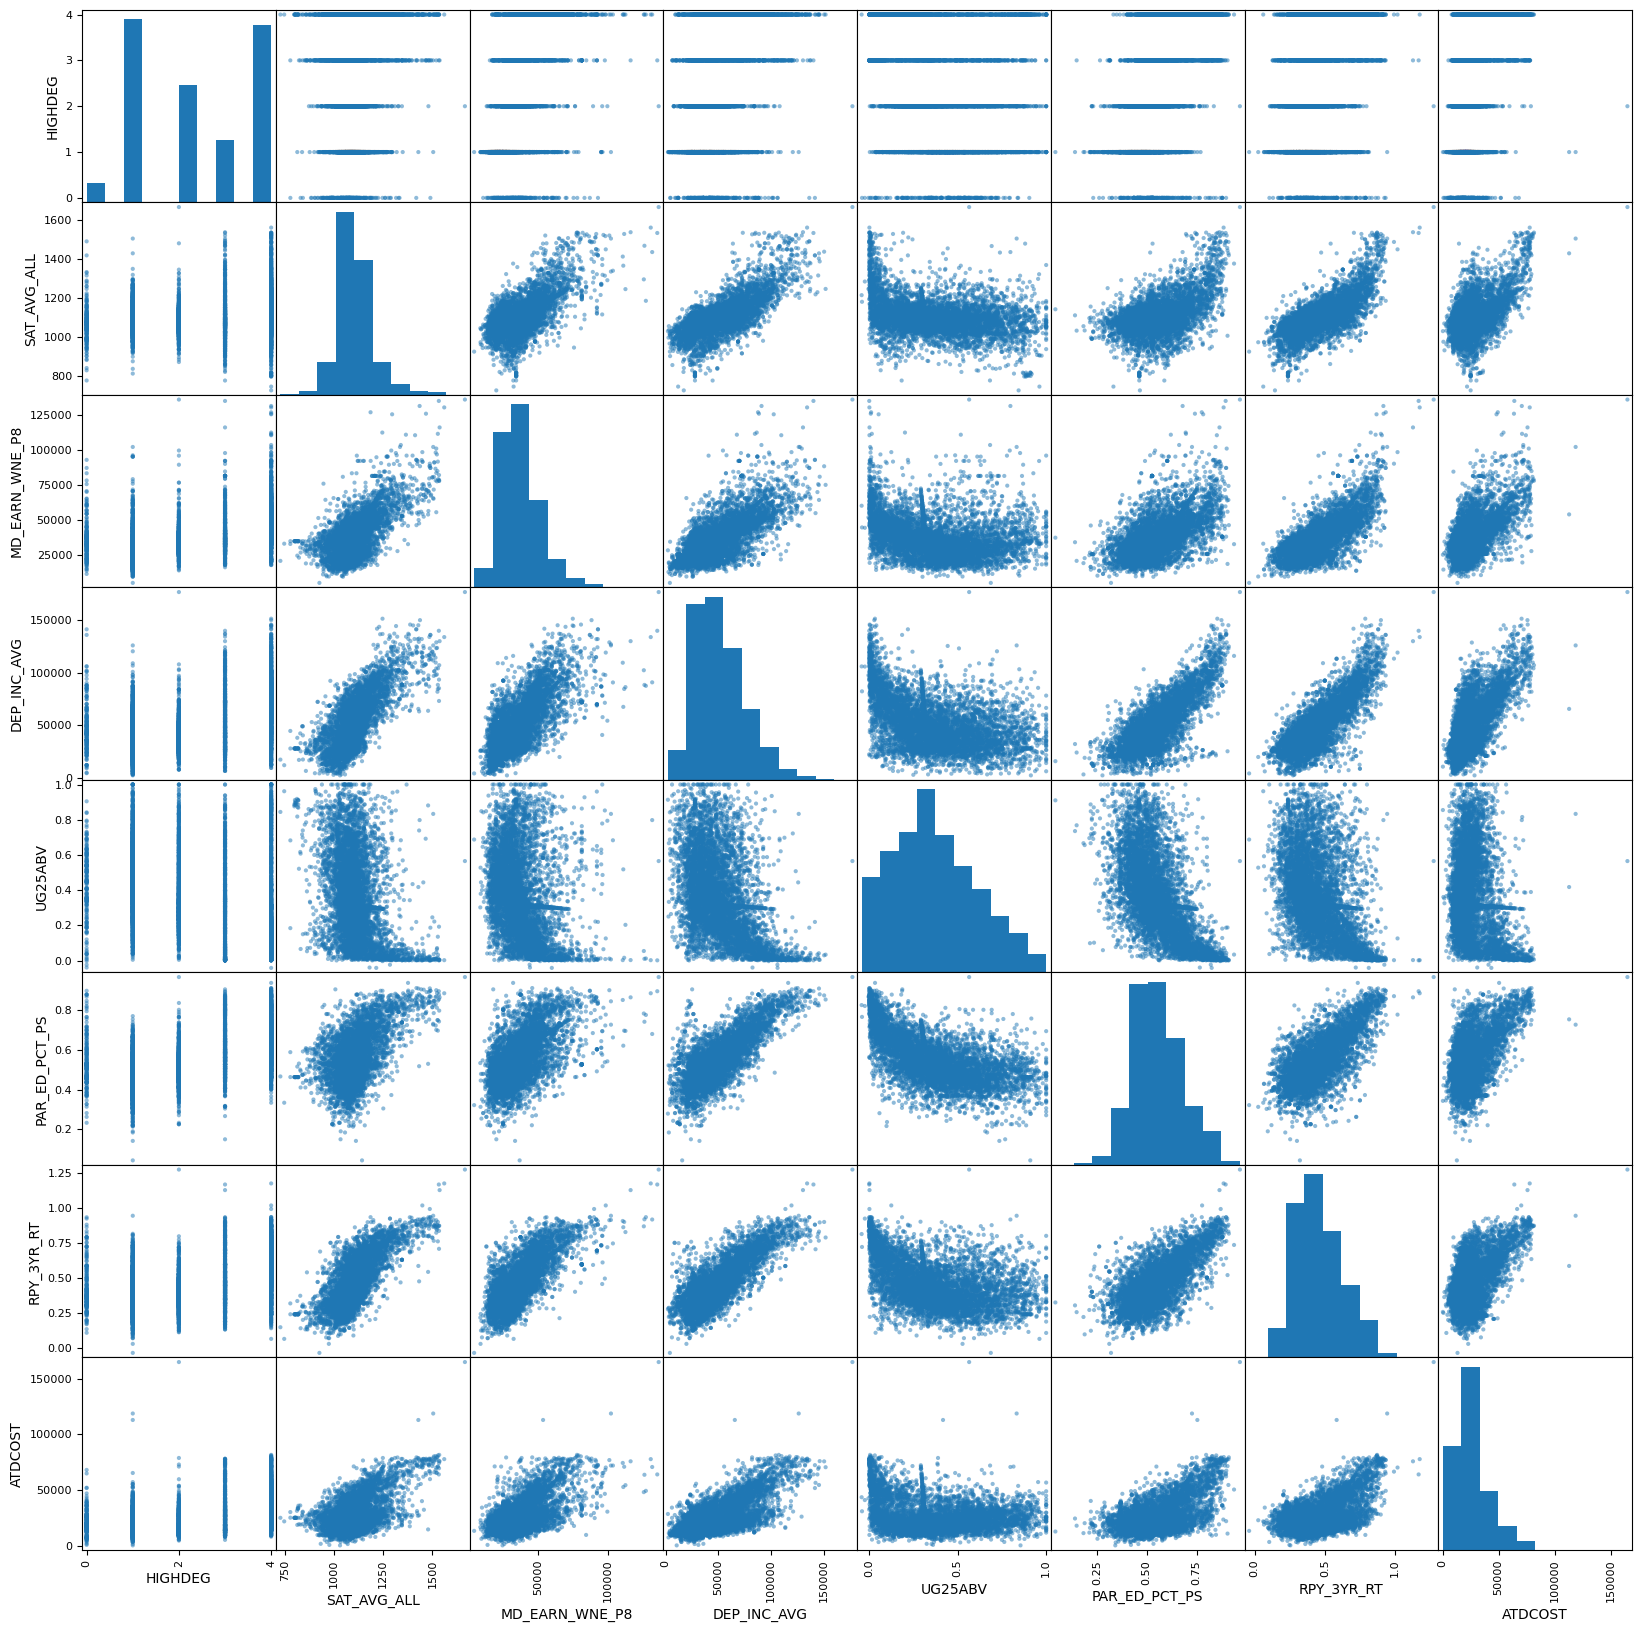 HIGHDEG
4
3
2
1
0
SAT_AVG_ALL
1600
1400
1200
1000
800
MD_EARN_WNE_P8
125000
100000
75000
50000
25000
DEP_INC_AVG
150000
100000
50000
0
UG25ABV
1.0
0.8
0.6
0.4
0.2
0.0
PAR_ED_PCT_PS
0.8
0.6
0.4
0.2
RPY_3YR_RT
1.25
1.00
0.75
0.50
0.25
0.00
ATDCOST
150000
100000
50000
0
0 2 4
HIGHDEG
750 1000 1250 1500
SAT_AVG_ALL
50000 100000
MD_EARN_WNE_P8
0 50000 100000 150000
DEP_INC_AVG
0.0 0.5 1.0
UG25ABV
0.25 0.50 0.75
PAR_ED_PCT_PS
0.0 0.5 1.0
RPY_3YR_RT
0 50000 100000 150000
ATDCOST